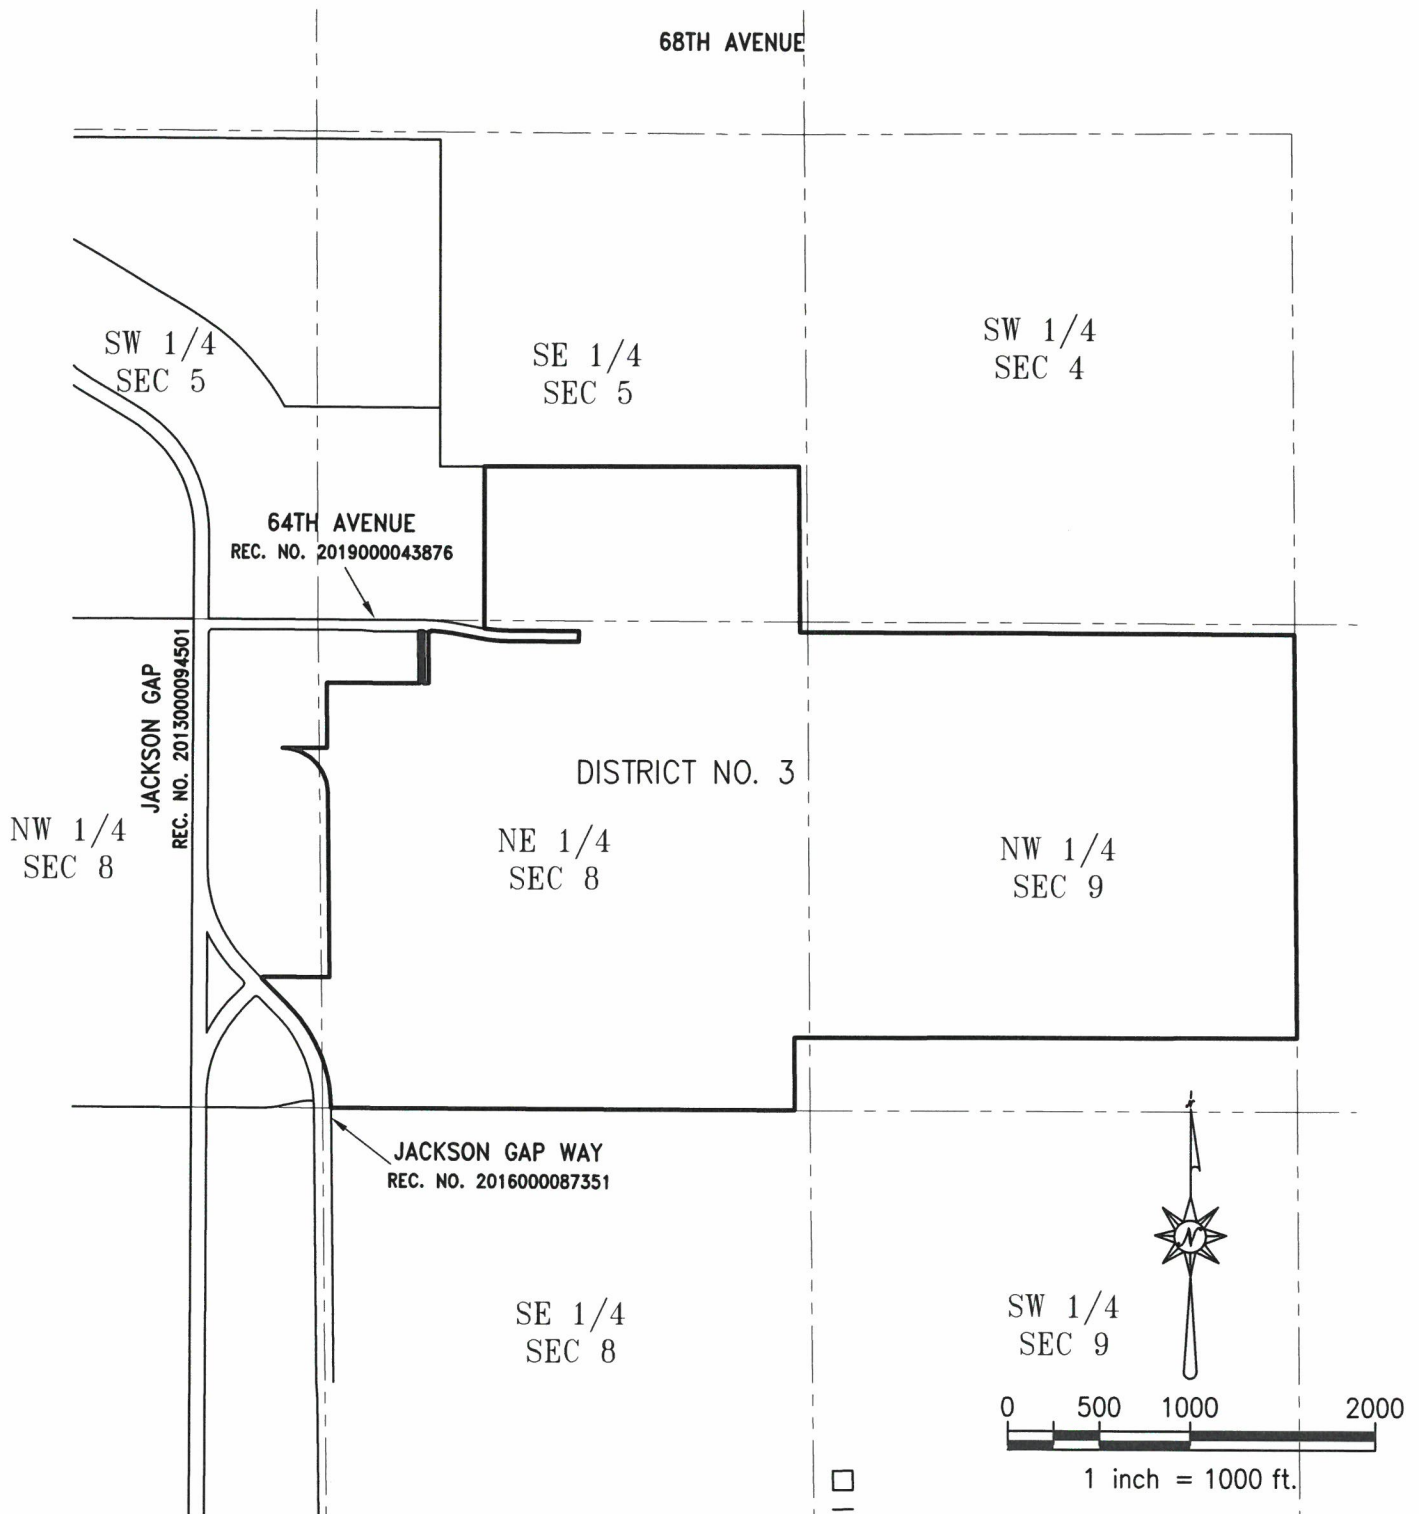 68TH AVENUE
SW 1/4
SEC 5
SE 1/4
SEC 5
SW 1/4
SEC 4
64TH AVENUE
REC. NO. 2019000043876
JACKSON GAP
REC. NO. 2013000094501
DISTRICT NO. 3
NW 1/4
SEC 8
NE 1/4
SEC 8
NW 1/4
SEC 9
JACKSON GAP WAY
REC. NO. 2016000087351
N
SE 1/4
SEC 8
SW 1/4
SEC 9
0 500 1000 2000
1 inch = 1000 ft.